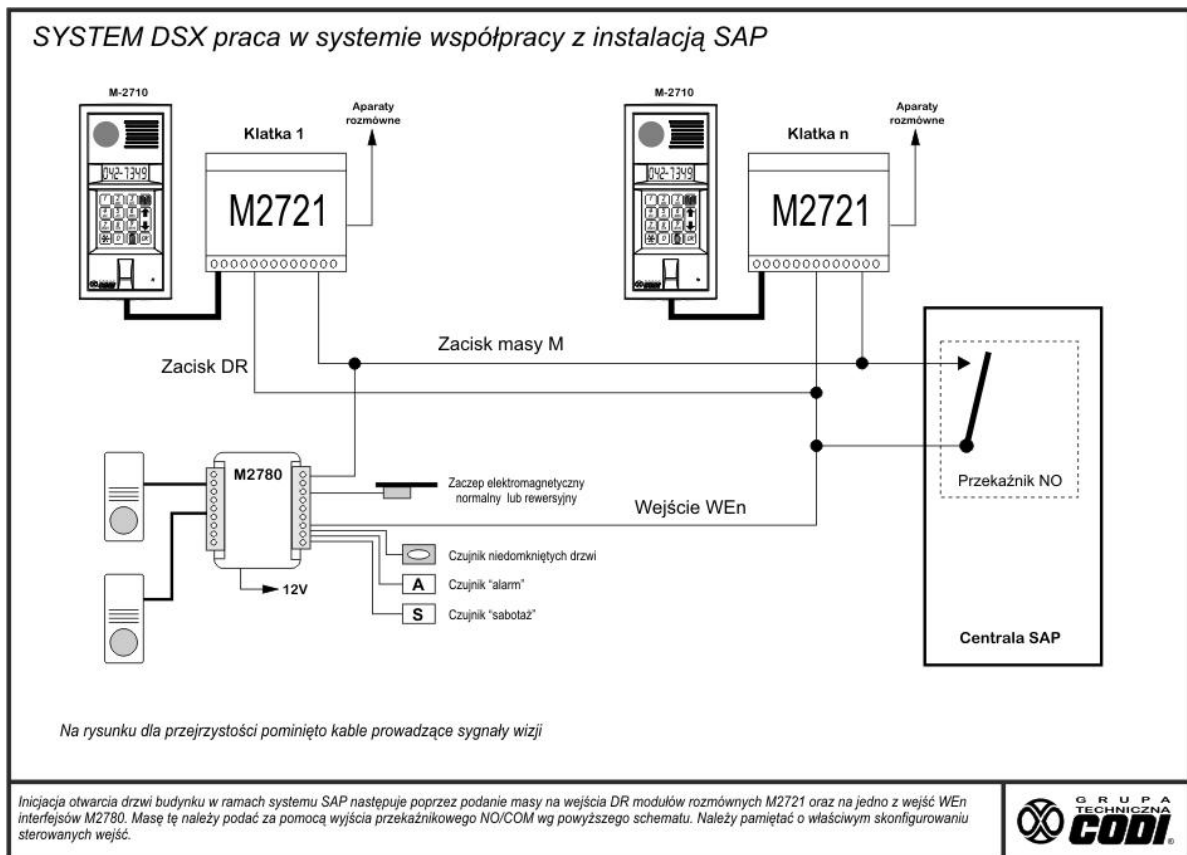 SYSTEM DSX praca w systemie współpracy z instalacją SAP
M-2710
Klatka 1
Aparaty
rozmówne
M2721
042-7349
M-2710
Klatka n
Aparaty
rozmówne
M2721
042-7349
Zacisk DR
Zacisk masy M
M2780
Zaczep elektromagnetyczny
normalny lub rewersyjny
Wejście WEn
Przekaźnik NO
Czujnik niedomkniętych drzwi
12V
A
Czujnik "alarm"
S
Czujnik "sabotaż"
Centrala SAP
Na rysunku dla przejrzystości pominięto kable prowadzące sygnały wizji
Inicjacja otwarcia drzwi budynku w ramach systemu SAP następuje poprzez podanie masy na wejścia DR modułów rozmównych M2721 oraz na jedno z wejść WEn
interfejsów M2780. Masę tę należy podać za pomocą wyjścia przekaźnikowego NO/COM wg powyższego schematu. Należy pamiętać o właściwym skonfigurowaniu
sterowanych wejść.
GRUPA
TECHNICZNA
CODI